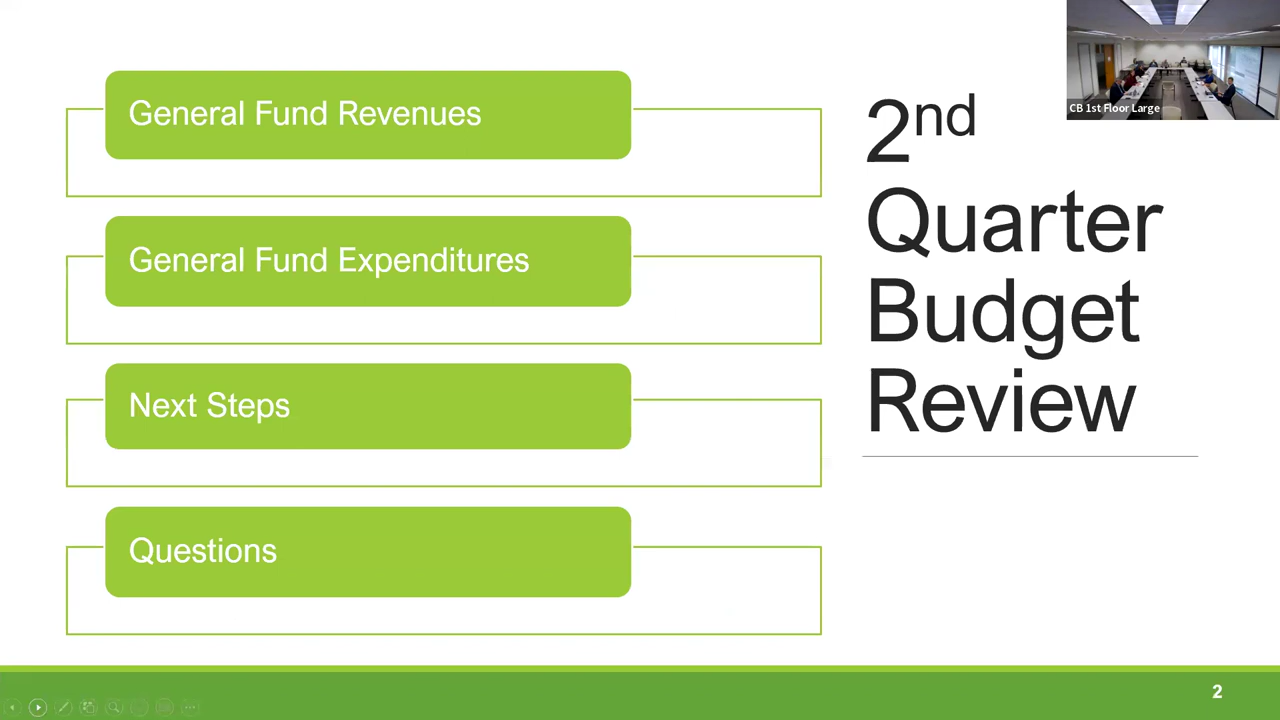 General Fund Revenues
General Fund Expenditures
Next Steps
Questions
2nd
Quarter
Budget
Review
CB 1st Floor Large
2